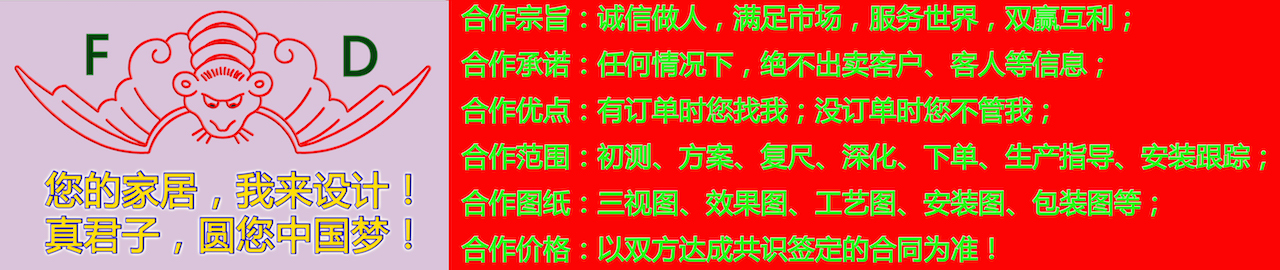 F D
您的家居，我来设计！
真君子，圆您中国梦！
合作宗旨：诚信做人，满足市场，服务世界，双赢互利；
合作承诺：任何情况下，绝不出卖客户、客人等信息；
合作优点：有订单时您找我；没订单时您不管我；
合作范围：初测、方案、复尺、深化、下单、生产指导、安装跟踪；
合作图纸：三视图、效果图、工艺图、安装图、包装图等；
合作价格：以双方达成共识签定的合同为准！